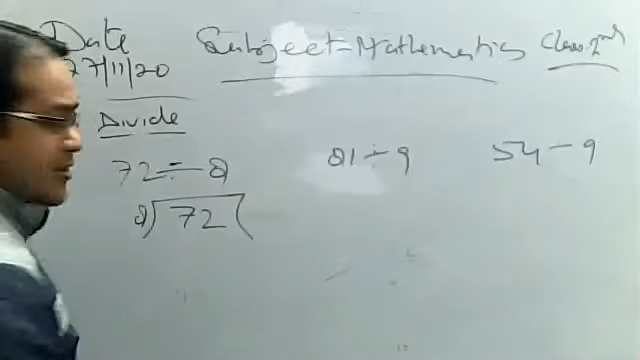 Date Subject - Mathematics Class 2nd
27/11/20
Divide
72 ÷ 8 81 ÷ 9 54 - 9
8) 72 (